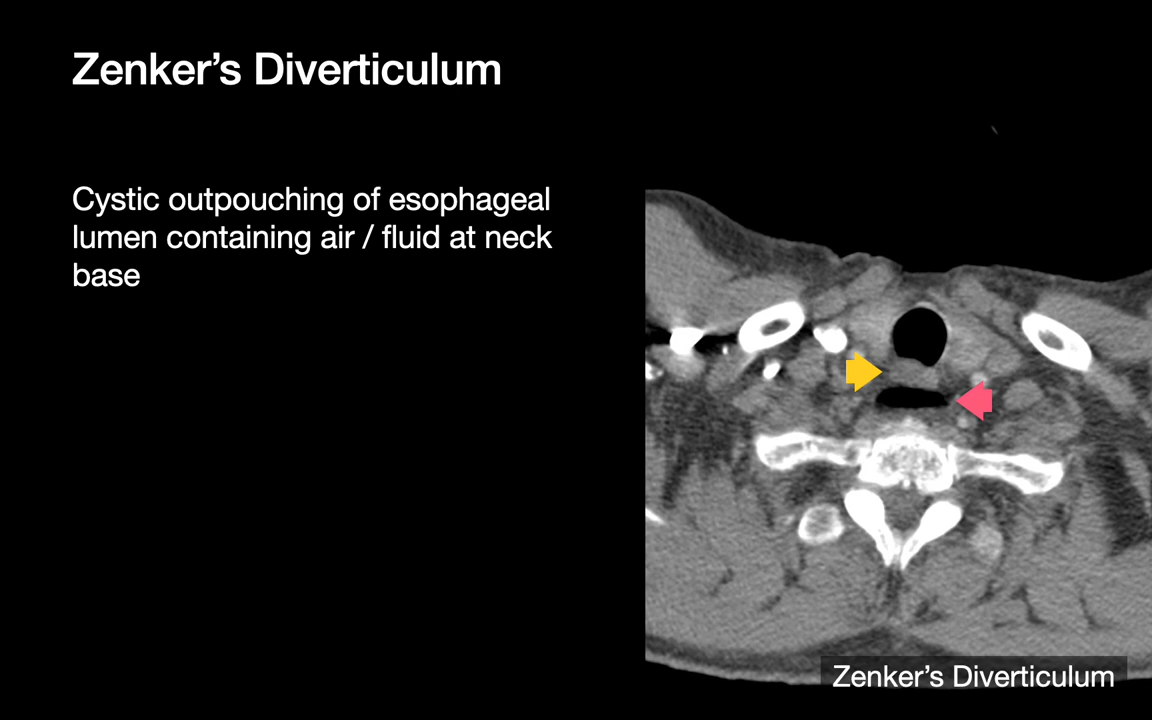 Zenker’s Diverticulum
Cystic outpouching of esophageal
lumen containing air / fluid at neck
base
Zenker’s Diverticulum